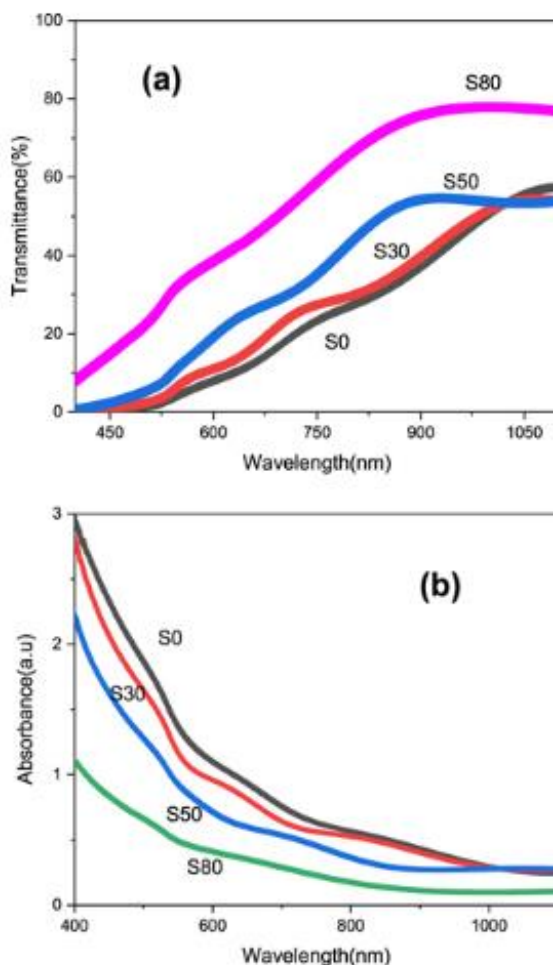 100
(a)
S80
80
S50
60
Transmittance(%)
40
S30
20
S0
0
450
600
750
900
1050
Wavelength(nm)
3
(b)
S0
2
S30
Absorbance(a.u)
1
S50
S80
0
400
600
800
1000
Wavelength(nm)